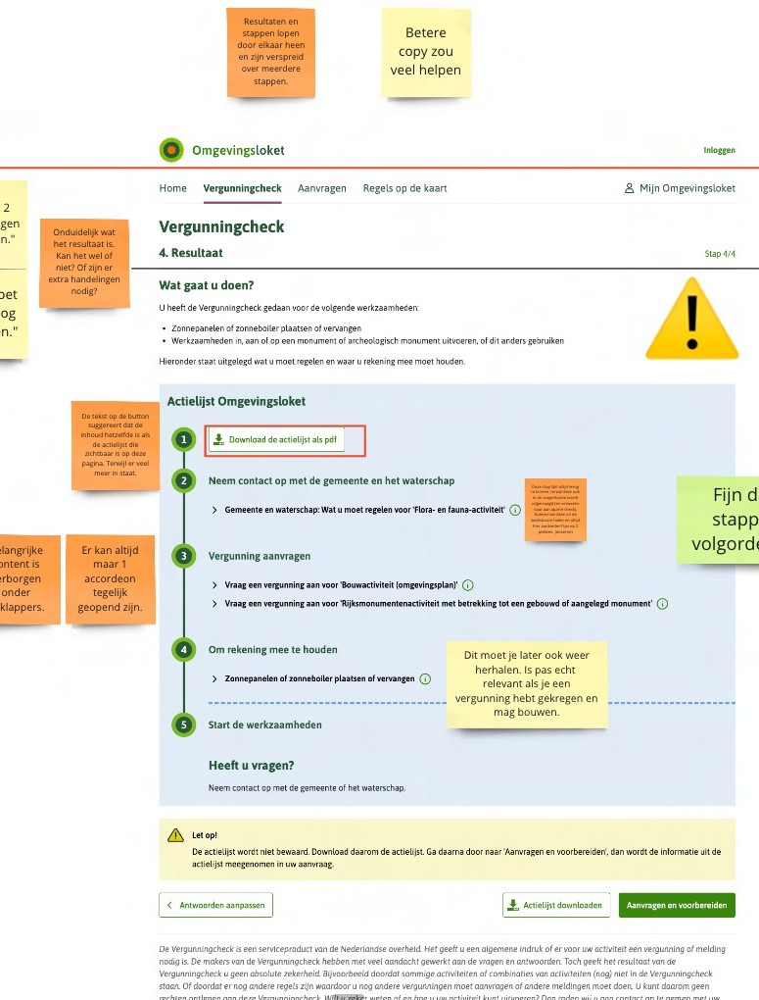 Resultaten en
stappen lopen
door elkaar heen
en zijn verspreid
over meerdere
stappen.
Betere
copy zou
veel helpen
Omgevingsloket
Inloggen
Home Vergunningcheck Aanvragen Regels op de kaart Mijn Omgevingsloket
2
gen
n."
Onduidelijk wat
het resultaat is.
Kan het wel of
niet? Of zijn er
extra handelingen
nodig?
oet
og
en."
Vergunningcheck
4. Resultaat
Stap 4/4
Wat gaat u doen?
U heeft de Vergunningcheck gedaan voor de volgende werkzaamheden:
• Zonnepanelen of zonneboiler plaatsen of vervangen
• Werkzaamheden in, aan of op een monument of archeologisch monument uitvoeren, of dit anders gebruiken
Hieronder staat uitgelegd wat u moet regelen en waar u rekening mee moet houden.
De tekst op de button
suggereert dat de
inhoud hetzelfde is als
de actielijst die
zichtbaar is op deze
pagina. Terwijl er veel
meer in staat.
Actielijst Omgevingsloket
1 Download de actielijst als pdf
2 Neem contact op met de gemeente en het waterschap
Gemeente en waterschap: Wat u moet regelen voor 'Flora- en fauna-activiteit'
Fijn d
stapp
volgorde
elangrijke
ontent is
erborgen
onder
klappers.
Er kan altijd
maar 1
accordeon
tegelijk
geopend zijn.
3 Vergunning aanvragen
Vraag een vergunning aan voor 'Bouwactiviteit (omgevingsplan)'
Vraag een vergunning aan voor 'Rijksmonumentenactiviteit met betrekking tot een gebouwd of aangelegd monument'
4 Om rekening mee te houden
Zonnepanelen of zonneboiler plaatsen of vervangen
Dit moet je later ook weer
herhalen. Is pas echt
relevant als je een
vergunning hebt gekregen en
mag bouwen.
5 Start de werkzaamheden
Heeft u vragen?
Neem contact op met de gemeente of het waterschap.
Let op!
De actielijst wordt niet bewaard. Download daarom de actielijst. Ga daarna door naar 'Aanvragen en voorbereiden', dan wordt de informatie uit de
actielijst meegenomen in uw aanvraag.
Antwoorden aanpassen
Actielijst downloaden
Aanvragen en voorbereiden
De Vergunningcheck is een serviceproduct van de Nederlandse overheid. Het geeft u een algemene indruk of er voor uw activiteit een vergunning of melding
nodig is. De makers van de Vergunningcheck hebben met veel aandacht gewerkt aan de vragen en antwoorden. Toch geeft het resultaat van de
Vergunningcheck u geen absolute zekerheid. Bijvoorbeeld doordat sommige activiteiten of combinaties van activiteiten (nog) niet in de Vergunningcheck
staan. Of doordat er nog andere regels zijn waardoor u nog andere vergunningen moet aanvragen of andere meldingen moet doen. U kunt daarom geen
rechten ontlenen aan deze Vergunningcheck. Wilt u zeker weten of en hoe u uw activiteit kunt uitvoeren? Dan raden wij u aan contact op te nemen met uw